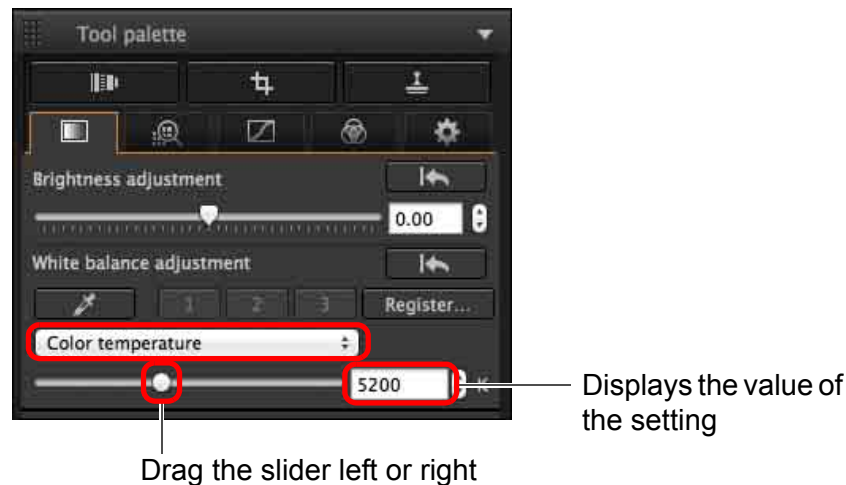 Tool palette
Brightness adjustment
0.00
White balance adjustment
1 2 3 Register...
Color temperature
5200 K
Displays the value of
the setting
Drag the slider left or right